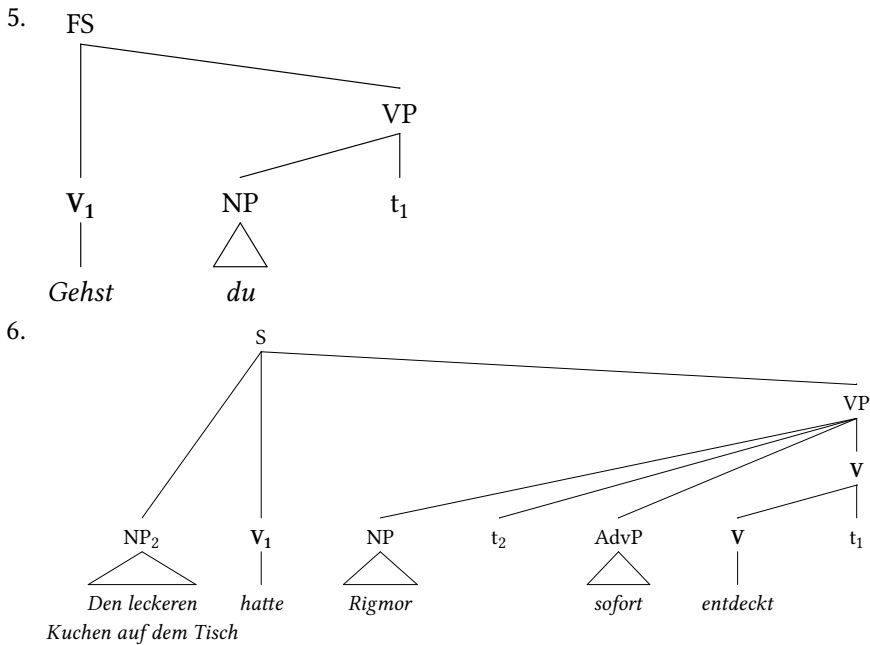 5.
FS
VP
V₁ NP t₁
Gehst du
6.
S
VP
V
NP₂ V₁ NP t₂ AdvP V t₁
Den leckeren hatte Rigmor sofort entdeckt
Kuchen auf dem Tisch